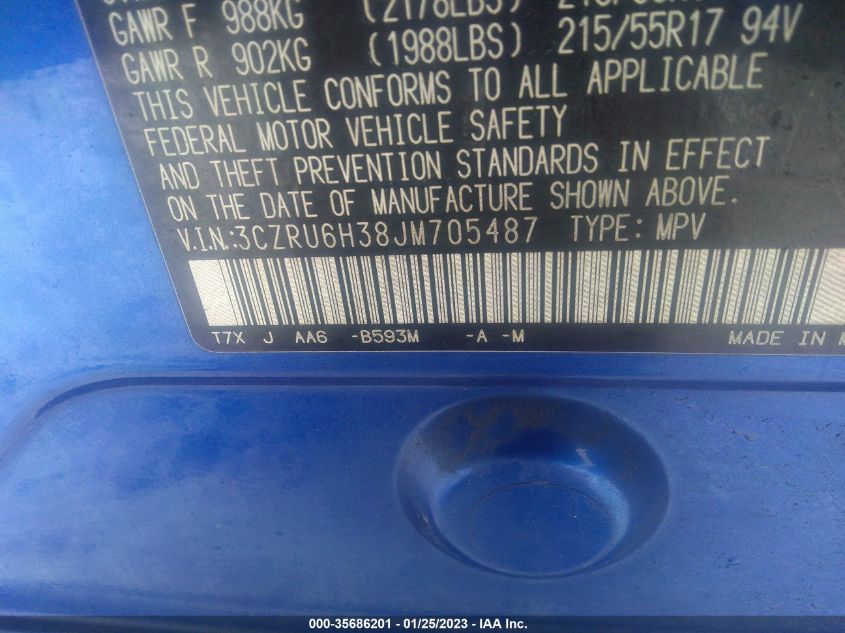 GAWR F 988KG (2178LBS)
GAWR R 902KG (1988LBS) 215/55R17 94V
THIS VEHICLE CONFORMS TO ALL APPLICABLE
FEDERAL MOTOR VEHICLE SAFETY
AND THEFT PREVENTION STANDARDS IN EFFECT
ON THE DATE OF MANUFACTURE SHOWN ABOVE.
V.I.N:3CZRU6H38JM705487 TYPE: MPV
T7X J AA6 -B593M -A -M MADE IN
000-35686201 - 01/25/2023 - IAA Inc.